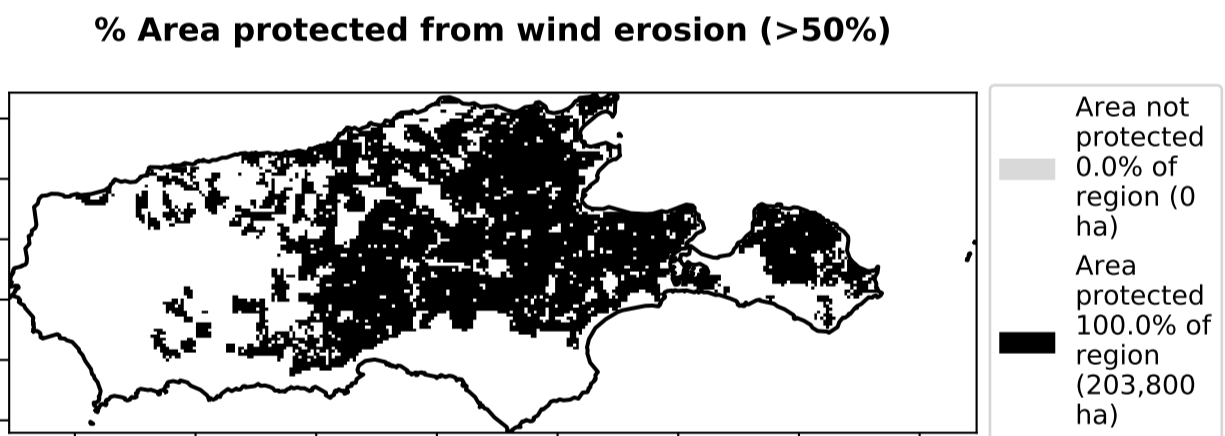 % Area protected from wind erosion (>50%)
Area not
protected
0.0% of
region (0
ha)
Area
protected
100.0% of
region
(203,800
ha)